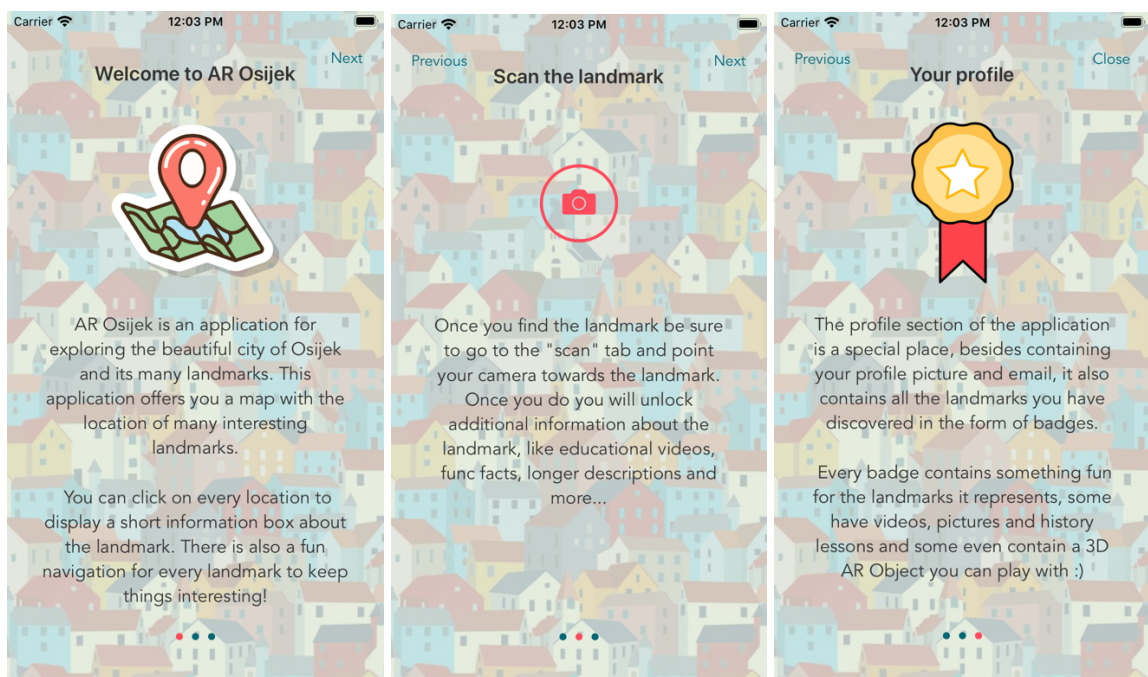 Carrier 12:03 PM
Next
Welcome to AR Osijek
AR Osijek is an application for
exploring the beautiful city of Osijek
and its many landmarks. This
application offers you a map with the
location of many interesting
landmarks.
You can click on every location to
display a short information box about
the landmark. There is also a fun
navigation for every landmark to keep
things interesting!
Carrier 12:03 PM
Previous Next
Scan the landmark
Once you find the landmark be sure
to go to the "scan" tab and point
your camera towards the landmark.
Once you do you will unlock
additional information about the
landmark, like educational videos,
func facts, longer descriptions and
more...
Carrier 12:03 PM
Previous Close
Your profile
The profile section of the application
is a special place, besides containing
your profile picture and email, it also
contains all the landmarks you have
discovered in the form of badges.
Every badge contains something fun
for the landmarks it represents, some
have videos, pictures and history
lessons and some even contain a 3D
AR Object you can play with :)